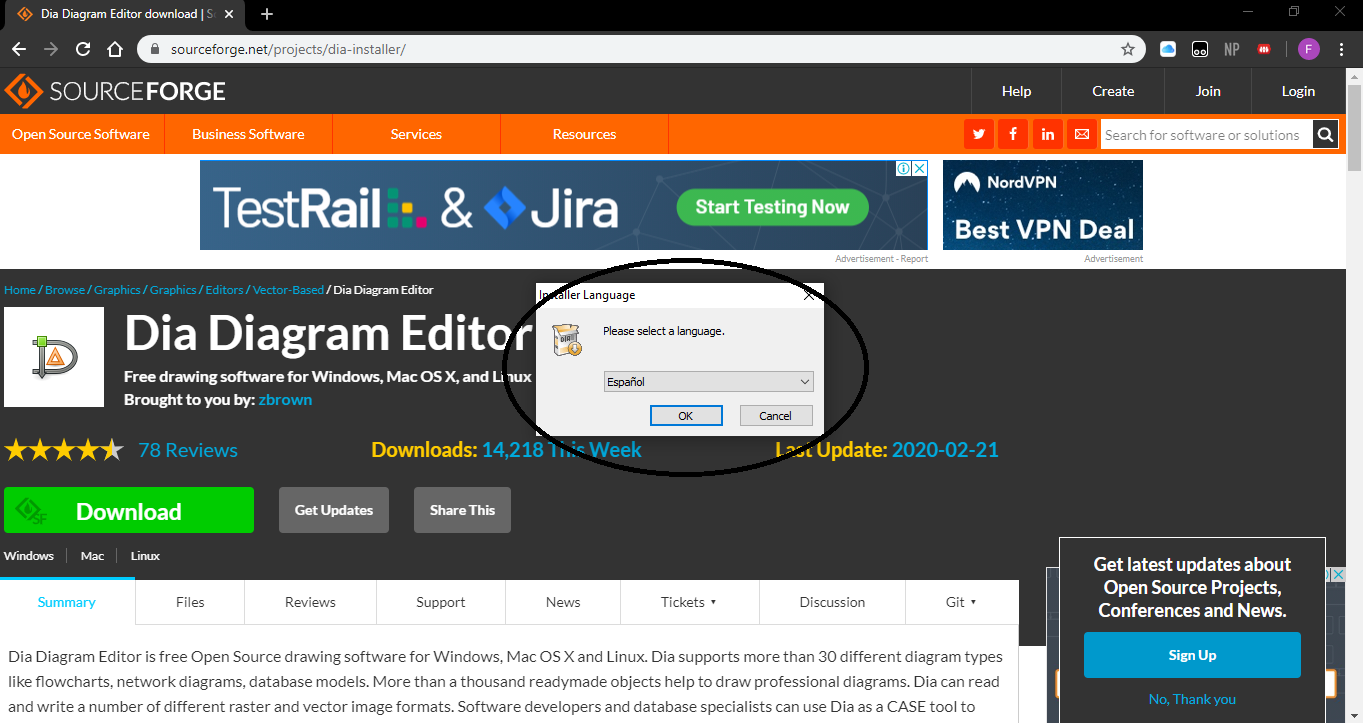 Dia Diagram Editor download | S
sourceforge.net/projects/dia-installer/
NP
F
SOURCEFORGE
Help
Create
Join
Login
Open Source Software
Business Software
Services
Resources
Search for software or solutions
TestRail & Jira
Start Testing Now
NordVPN
Best VPN Deal
Advertisement - Report
Advertisement
Home / Browse / Graphics / Graphics / Editors / Vector-Based / Dia Diagram Editor
Dia Diagram Editor
Free drawing software for Windows, Mac OS X, and Linux
Brought to you by: zbrown
Installer Language
Please select a language.
Español
OK
Cancel
78 Reviews
Downloads: 14,218 This Week
Last Update: 2020-02-21
SF
Download
Get Updates
Share This
Windows
Mac
Linux
Summary
Files
Reviews
Support
News
Tickets
Discussion
Git
Dia Diagram Editor is free Open Source drawing software for Windows, Mac OS X and Linux. Dia supports more than 30 different diagram types
like flowcharts, network diagrams, database models. More than a thousand readymade objects help to draw professional diagrams. Dia can read
and write a number of different raster and vector image formats. Software developers and database specialists can use Dia as a CASE tool to
Get latest updates about
Open Source Projects,
Conferences and News.
Sign Up
No, Thank you